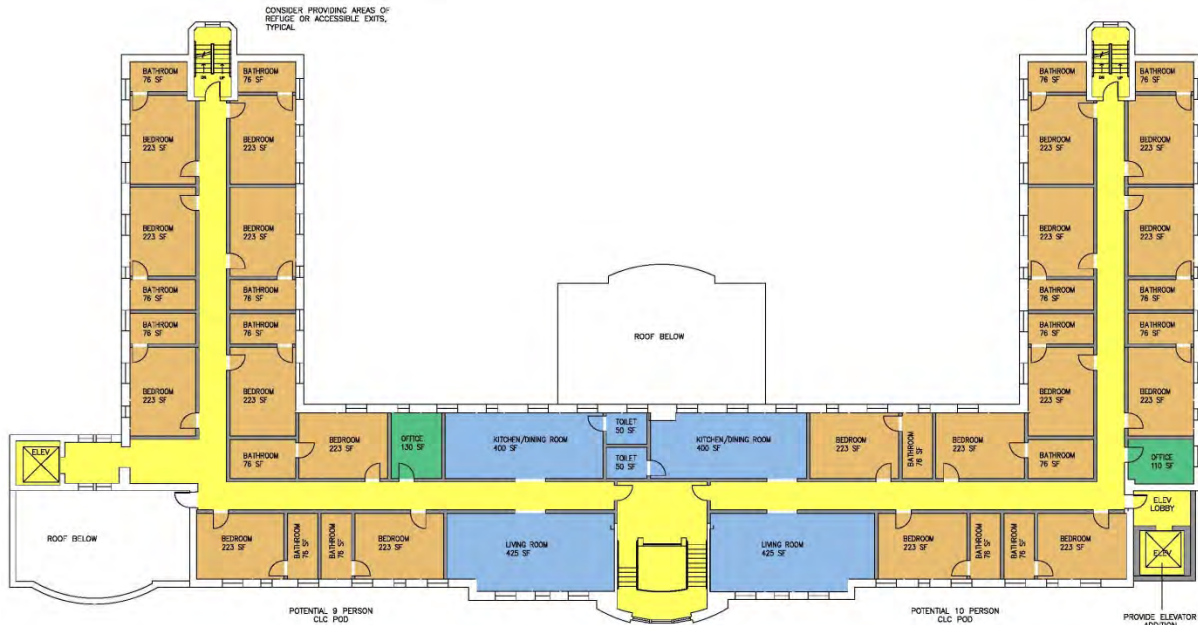 CONSIDER PROVIDING AREAS OF
REFUGE OR ACCESSIBLE EXITS,
TYPICAL
BATHROOM
76 SF
BATHROOM
76 SF
DN
UP
BEDROOM
223 SF
BEDROOM
223 SF
BEDROOM
223 SF
BEDROOM
223 SF
BATHROOM
76 SF
BATHROOM
76 SF
BATHROOM
76 SF
BATHROOM
76 SF
BEDROOM
223 SF
BEDROOM
223 SF
BATHROOM
76 SF
BEDROOM
223 SF
OFFICE
130 SF
KITCHEN/DINING ROOM
400 SF
TOILET
50 SF
TOILET
50 SF
KITCHEN/DINING ROOM
400 SF
BEDROOM
223 SF
BATHROOM
76 SF
BEDROOM
223 SF
BATHROOM
76 SF
ROOF BELOW
BATHROOM
76 SF
BATHROOM
76 SF
DN
UP
BEDROOM
223 SF
BEDROOM
223 SF
BEDROOM
223 SF
BEDROOM
223 SF
BATHROOM
76 SF
BATHROOM
76 SF
BATHROOM
76 SF
BATHROOM
76 SF
BEDROOM
223 SF
BEDROOM
223 SF
OFFICE
110 SF
ELEV
LOBBY
ELEV
ELEV
ROOF BELOW
BEDROOM
223 SF
BATHROOM
76 SF
BATHROOM
76 SF
BEDROOM
223 SF
LIVING ROOM
425 SF
LIVING ROOM
425 SF
BEDROOM
223 SF
BATHROOM
76 SF
BATHROOM
76 SF
BEDROOM
223 SF
POTENTIAL 9 PERSON
CLC POD
POTENTIAL 10 PERSON
CLC POD
PROVIDE ELEVATOR
ADDITION